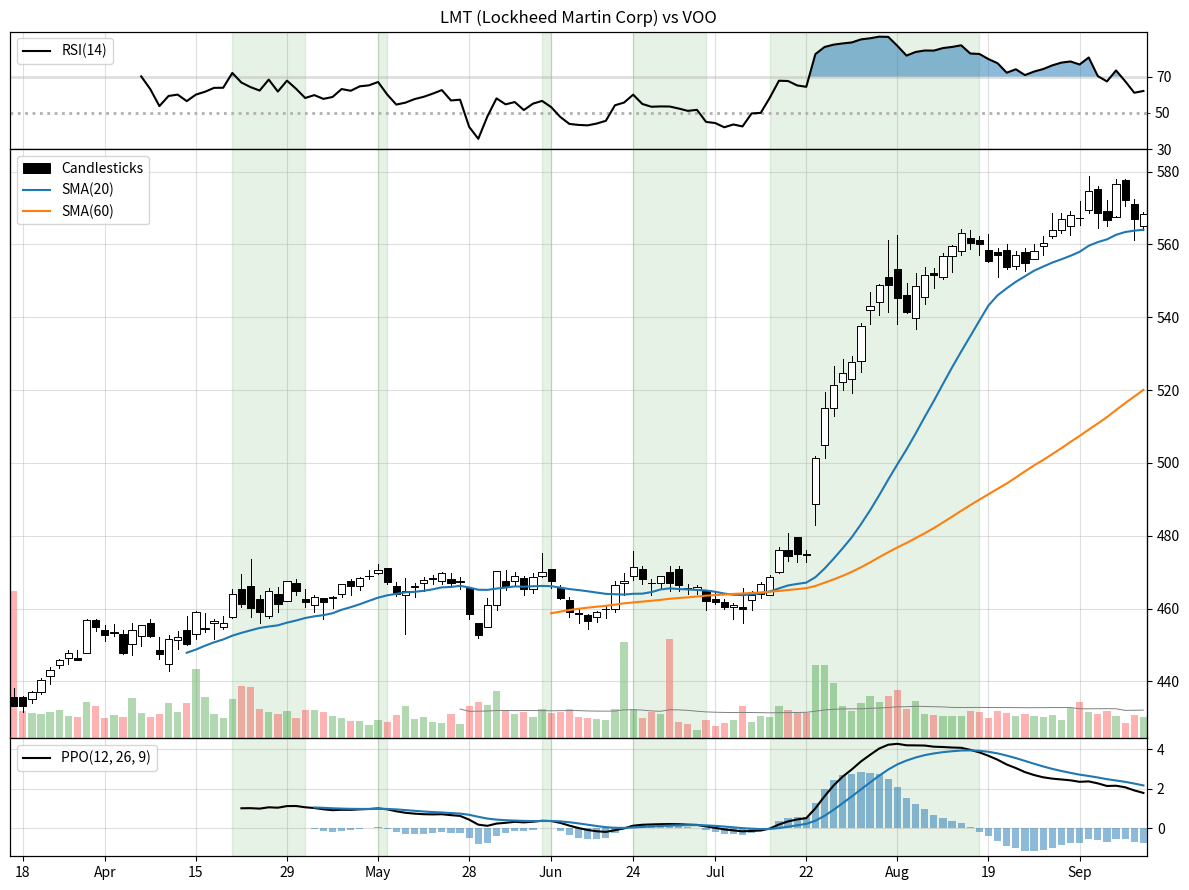 LMT (Lockheed Martin Corp) vs VOO
RSI(14)
70
50
30
Candlesticks
SMA(20)
SMA(60)
580
560
540
520
500
480
460
440
PPO(12, 26, 9)
4
2
0
18 Apr 15 29 May 28 Jun 24 Jul 22 Aug 19 Sep